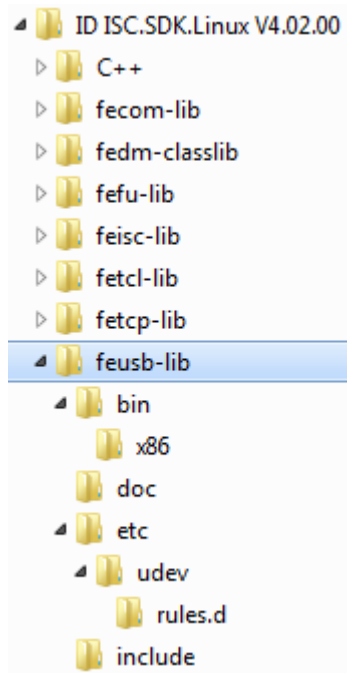 ID ISC.SDK.Linux V4.02.00
C++
fecom-lib
fedm-classlib
fefu-lib
feisc-lib
fetcl-lib
fetcp-lib
feusb-lib
bin
x86
doc
etc
udev
rules.d
include